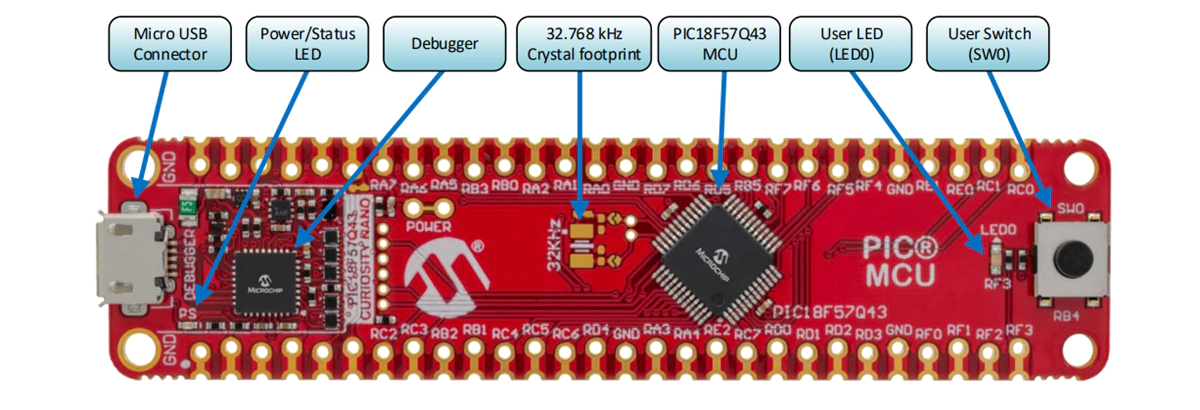 Micro USB
Connector
Power/Status
LED
Debugger
32.768 kHz
Crystal footprint
PIC18F57Q43
MCU
User LED
(LED0)
User Switch
(SW0)
GND
RA7 RA6 RA5 RB3 RB0 RA2 RA1 RA0 GND RD7 RD6 RD5 RB5 RF7 RF6 RF5 RF4 GND RE1 RE0 RC1 RC0
DEBUGGER
PS
MICROCHIP
PIC18F57Q43
CURIOSITY NANO
POWER
®
32KHz
MICROCHIP
PIC®
MCU
PIC18F57Q43
LED0
RF3
SW0
RB4
GND
RC2 RC3 RB2 RB1 RC4 RC5 RC6 RD4 GND RA3 RA4 RE2 RC7 RD0 RD1 RD2 RD3 GND RF0 RF1 RF2 RF3